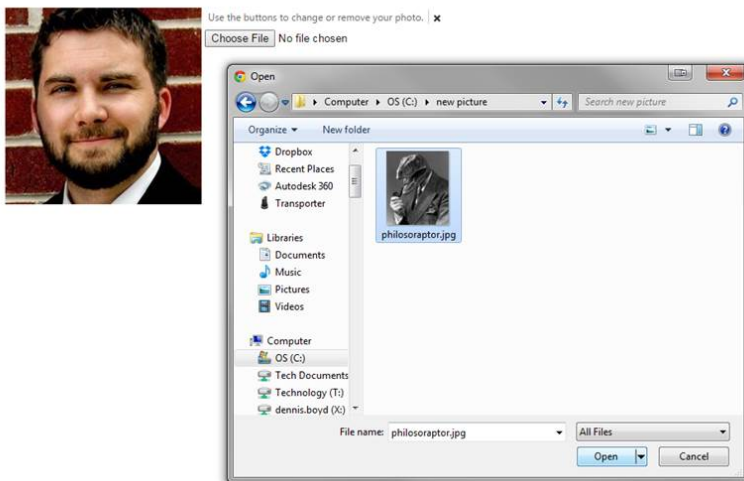 Use the buttons to change or remove your photo. | x
Choose File No file chosen
Open
Computer OS (C:) new picture
Search new picture
Organize New folder
Dropbox
Recent Places
Autodesk 360
Transporter
Libraries
Documents
Music
Pictures
Videos
Computer
OS (C:)
Tech Documents
Technology (T:)
dennis.boyd (X:)
philosoraptor.jpg
File name: philosoraptor.jpg
All Files
Open
Cancel